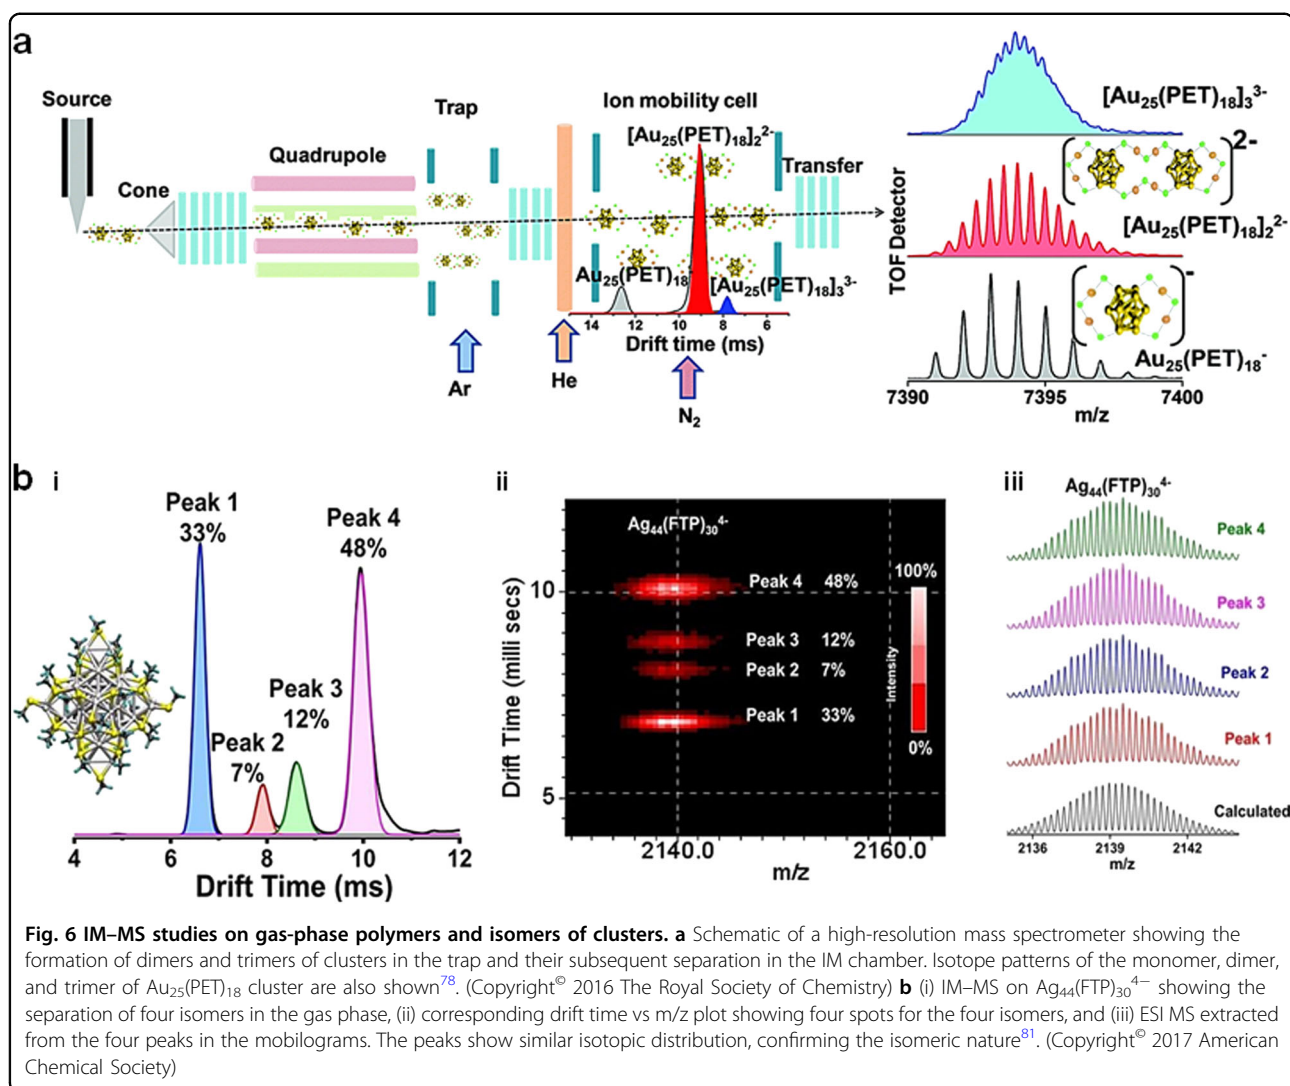 a
Source
Cone
Quadrupole
Trap
Ion mobility cell
[Au25(PET)18]2 2-
Transfer
Au25(PET)18-
[Au25(PET)18]3 3-
14 12 10 8 6
Drift time (ms)
Ar
He
N2
TOF Detector
[Au25(PET)18]3 3-
2-
[Au25(PET)18]2 2-
-
Au25(PET)18-
7390 7395 7400
m/z
b i
Peak 1
33%
Peak 2
7%
Peak 3
12%
Peak 4
48%
4 6 8 10 12
Drift Time (ms)
ii
Ag44(FTP)30 4-
Peak 4 48%
Peak 3 12%
Peak 2 7%
Peak 1 33%
100%
Intensity
0%
10
5
Drift Time (milli secs)
2140.0 2160.0
m/z
iii
Ag44(FTP)30 4-
Peak 4
Peak 3
Peak 2
Peak 1
Calculated
2136 2139 2142
m/z
Fig. 6 IM–MS studies on gas-phase polymers and isomers of clusters. a Schematic of a high-resolution mass spectrometer showing the
formation of dimers and trimers of clusters in the trap and their subsequent separation in the IM chamber. Isotope patterns of the monomer, dimer,
and trimer of Au25(PET)18 cluster are also shown78. (Copyright© 2016 The Royal Society of Chemistry) b (i) IM–MS on Ag44(FTP)30 4− showing the
separation of four isomers in the gas phase, (ii) corresponding drift time vs m/z plot showing four spots for the four isomers, and (iii) ESI MS extracted
from the four peaks in the mobilograms. The peaks show similar isotopic distribution, confirming the isomeric nature81. (Copyright© 2017 American
Chemical Society)